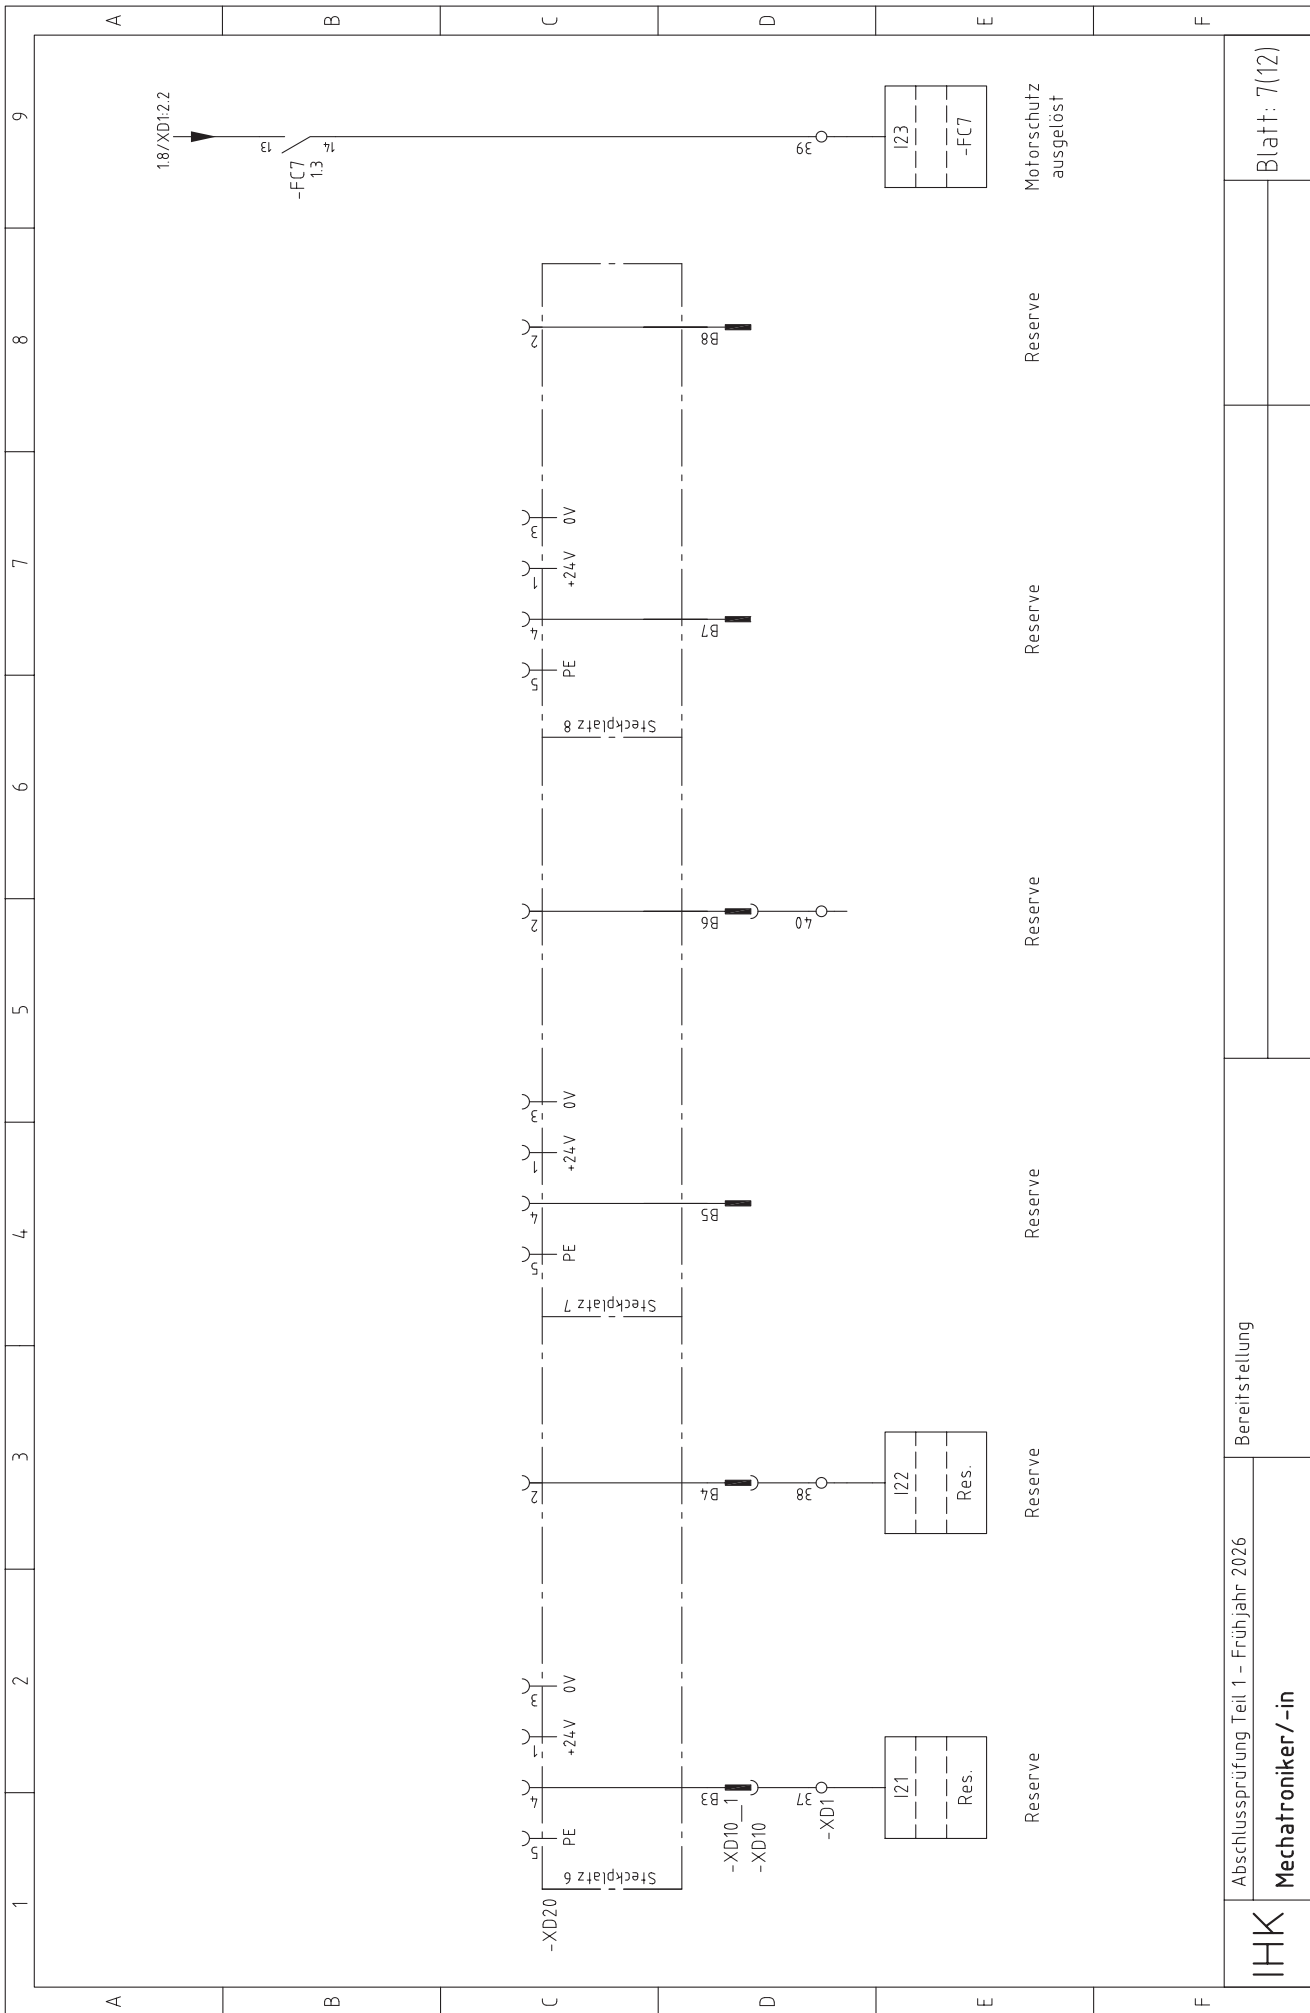 1 2 3 4 5 6 7 8 9
A A
B B
C C
D D
E E
F F
1.8/XD1:2.2
13
14
-FC7
1.3
-XD20
5 4 1 3 2 5 4 1 3 2 5 4 1 3 2
PE +24V 0V PE +24V 0V PE +24V 0V
Steckplatz 6 Steckplatz 7 Steckplatz 8
B3 B4 B5 B6 B7 B8
-XD10__1
-XD10
37 38 40 39
-XD1
I21 I22 I23
Res. Res. -FC7
Reserve Reserve Reserve Reserve Reserve Reserve Motorschutz
ausgelöst
IHK
Abschlussprüfung Teil 1 – Frühjahr 2026
Mechatroniker/-in
Bereitstellung
Blatt: 7(12)